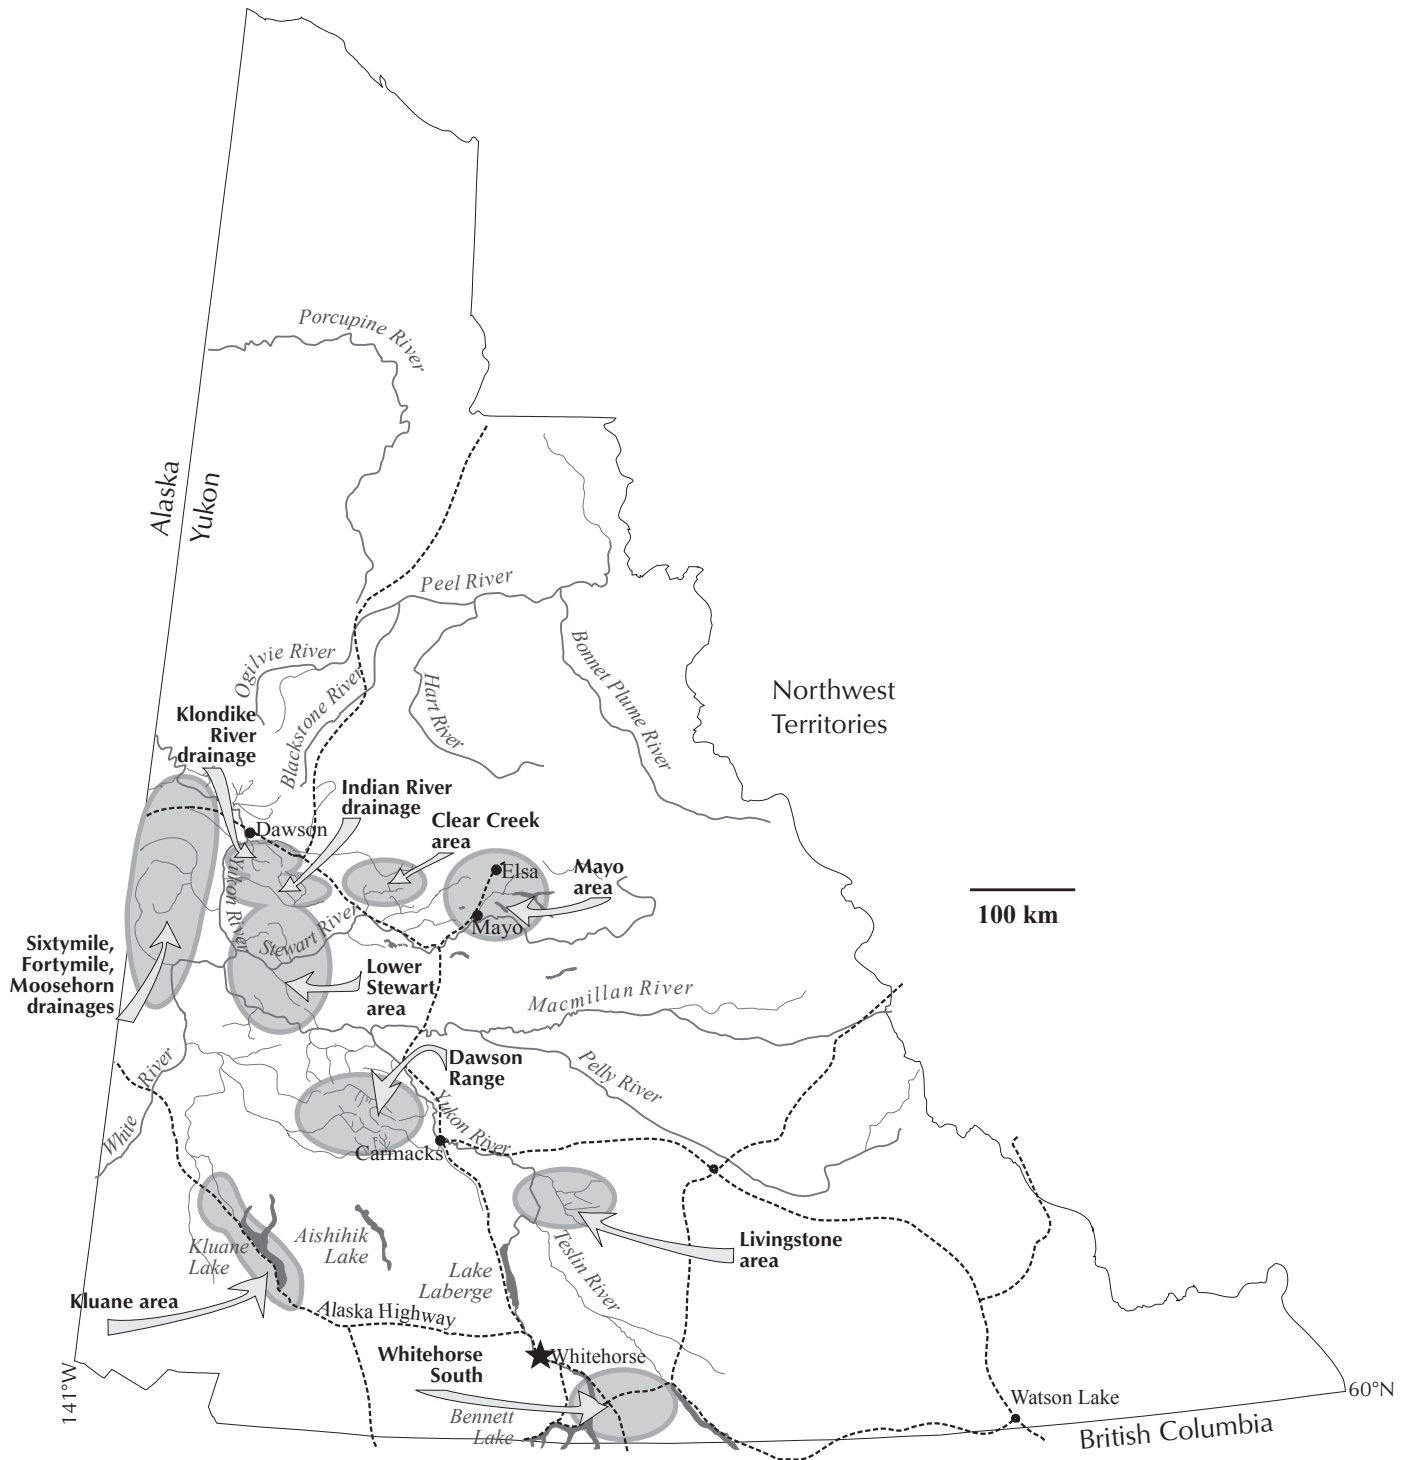 Porcupine River
Alaska
Yukon
Peel River
Ogilvie River
Blackstone River
Hart River
Bonnet Plume River
Northwest
Territories
Klondike
River
drainage
Indian River
drainage
Clear Creek
area
Dawson
Elsa
Mayo
area
Mayo
Yukon River
Stewart River
100 km
Sixtymile,
Fortymile,
Moosehorn
drainages
Lower
Stewart
area
Macmillan River
Dawson
Range
Pelly River
White River
Yukon River
Carmacks
Kluane
Lake
Aishihik
Lake
Livingstone
area
Teslin River
Lake
Laberge
Kluane area
Alaska Highway
Whitehorse
South
Whitehorse
Bennett
Lake
Watson Lake
141°W
60°N
British Columbia